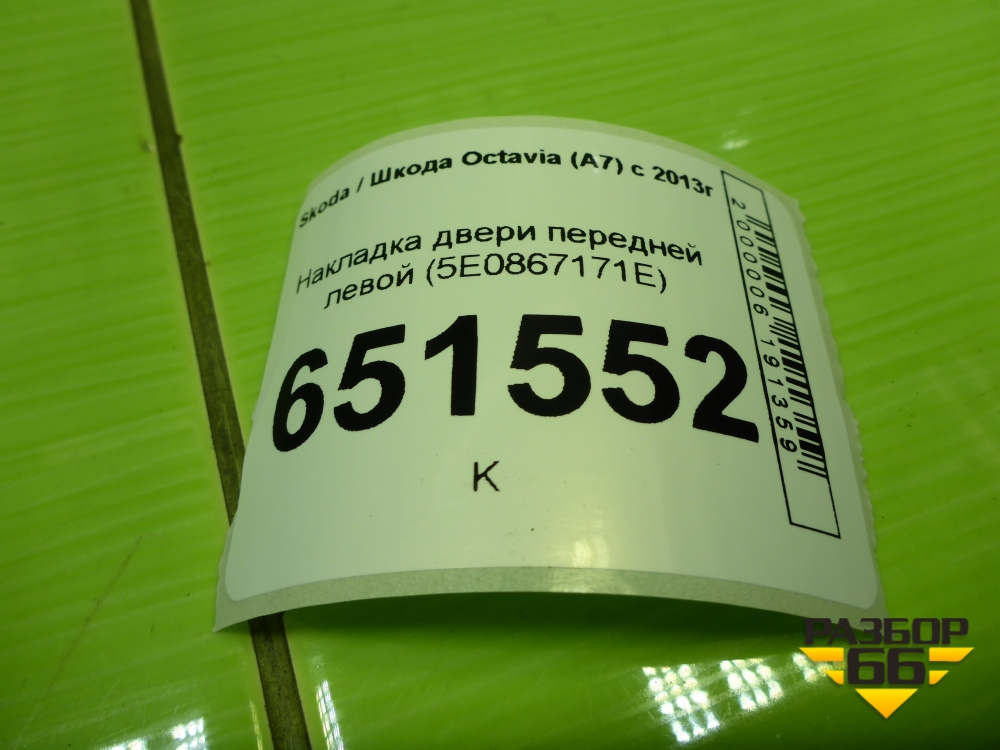 Skoda / Шкода Octavia (A7) с 2013г
Накладка двери передней
левой (5E0867171E)
651552
К
2000006191359
РАЗБОР
66